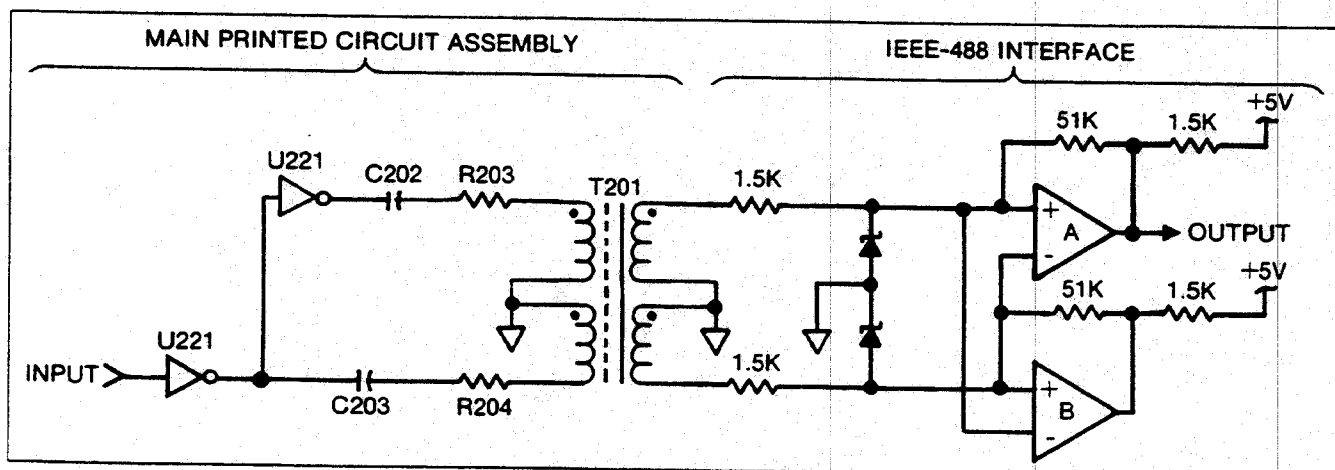 MAIN PRINTED CIRCUIT ASSEMBLY
IEEE-488 INTERFACE
+5V
51K
1.5K
U221
C202
R203
T201
1.5K
+
A
-
OUTPUT
+5V
51K
1.5K
U221
INPUT
C203
R204
1.5K
+
B
-